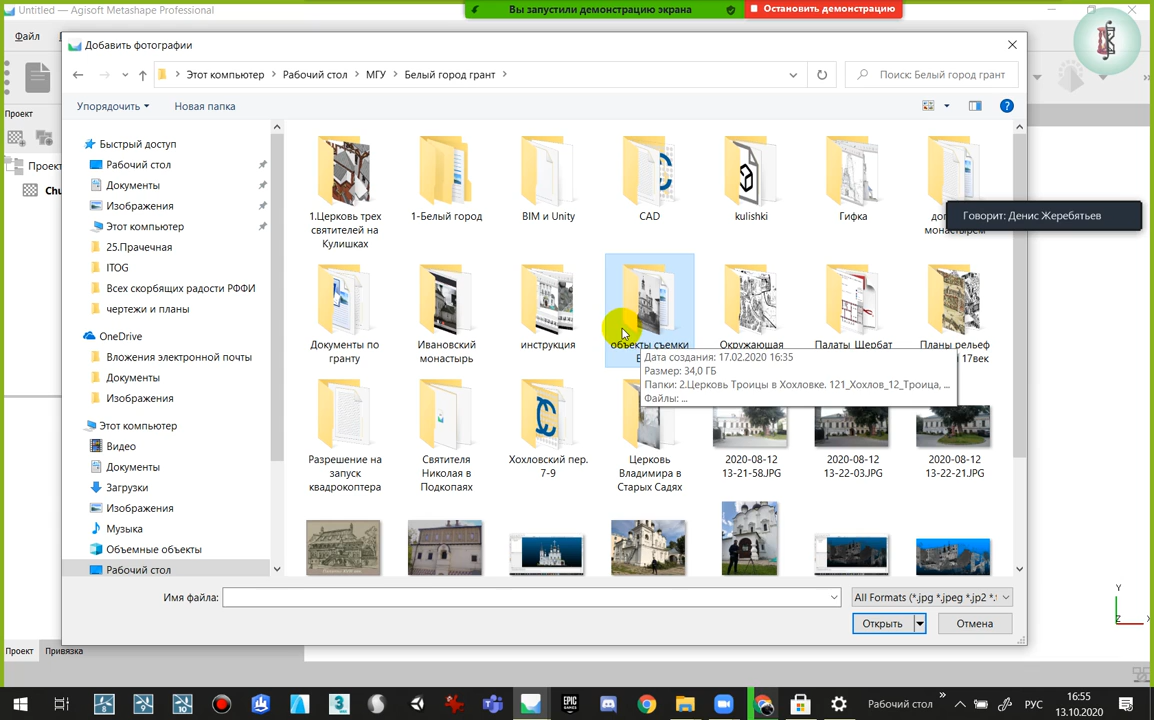 Untitled — Agisoft Metashape Professional
Вы запустили демонстрацию экрана
Остановить демонстрацию
Файл
Добавить фотографии
Этот компьютер
Рабочий стол
МГУ
Белый город грант
Поиск: Белый город грант
Упорядочить
Новая папка
Проект
Проект
Chu
Быстрый доступ
Рабочий стол
Документы
Изображения
Этот компьютер
25.Прачечная
ITOG
Всех скорбящих радости РФФИ
чертежи и планы
OneDrive
Вложения электронной почты
Документы
Изображения
Этот компьютер
Видео
Документы
Загрузки
Изображения
Музыка
Объемные объекты
Рабочий стол
1.Церковь трех
святителей на
Кулишках
1-Белый город
BIM и Unity
CAD
kulishki
Гифка
Говорит: Денис Жеребятьев
монастырем
Документы по
гранту
Ивановский
монастырь
инструкция
объекты съемки
Окружающая
Палаты Щербат
Планы рельеф
17век
Дата создания: 17.02.2020 16:35
Размер: 34,0 ГБ
Папки: 2.Церковь Троицы в Хохловке. 121_Хохлов_12_Троица, ...
Файлы: ...
Разрешение на
запуск
квадрокоптера
Святителя
Николая в
Подкопаях
Хохловский пер.
7-9
Церковь
Владимира в
Старых Садях
2020-08-12
13-21-58.JPG
2020-08-12
13-22-03.JPG
2020-08-12
13-22-21.JPG
Имя файла:
All Formats (*.jpg *.jpeg *.jp2 *.
Открыть
Отмена
Y
Z
X
Проект
Привязка
Рабочий стол
РУС
16:55
13.10.2020